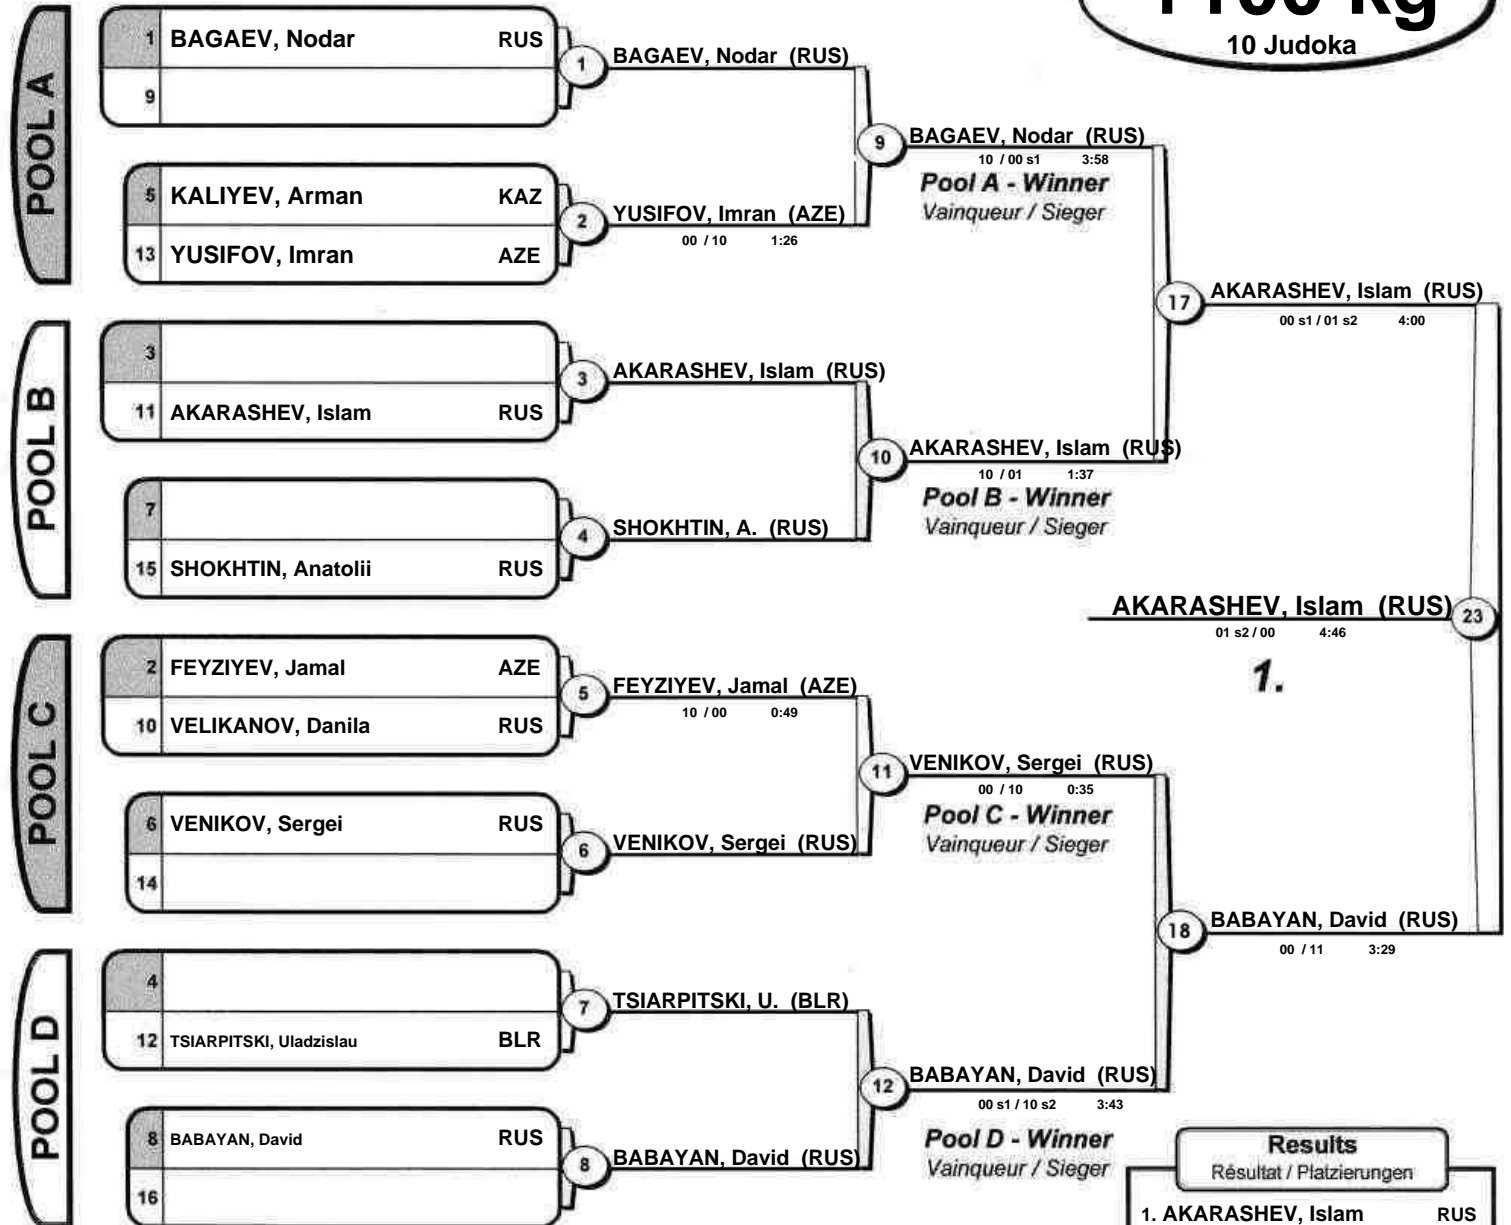 100 kg
10 Judoka
POOL A
1 BAGAEV, Nodar RUS
9
1
BAGAEV, Nodar (RUS)
5 KALIYEV, Arman KAZ
13 YUSIFOV, Imran AZE
2
YUSIFOV, Imran (AZE)
00 / 10 1:26
9
BAGAEV, Nodar (RUS)
10 / 00 s1 3:58
Pool A - Winner
Vainqueur / Sieger
POOL B
3
11 AKARASHEV, Islam RUS
3
AKARASHEV, Islam (RUS)
7
15 SHOKHTIN, Anatolii RUS
4
SHOKHTIN, A. (RUS)
10
AKARASHEV, Islam (RUS)
10 / 01 1:37
Pool B - Winner
Vainqueur / Sieger
17
AKARASHEV, Islam (RUS)
00 s1 / 01 s2 4:00
AKARASHEV, Islam (RUS)
23
01 s2 / 00 4:46
1.
POOL C
2 FEYZIYEV, Jamal AZE
10 VELIKANOV, Danila RUS
5
FEYZIYEV, Jamal (AZE)
10 / 00 0:49
6 VENIKOV, Sergei RUS
14
6
VENIKOV, Sergei (RUS)
11
VENIKOV, Sergei (RUS)
00 / 10 0:35
Pool C - Winner
Vainqueur / Sieger
18
BABAYAN, David (RUS)
00 / 11 3:29
POOL D
4
12 TSIARPITSKI, Uladzislau BLR
7
TSIARPITSKI, U. (BLR)
8 BABAYAN, David RUS
16
8
BABAYAN, David (RUS)
12
BABAYAN, David (RUS)
00 s1 / 10 s2 3:43
Pool D - Winner
Vainqueur / Sieger
Results
Résultat / Platzierungen
1. AKARASHEV, Islam RUS